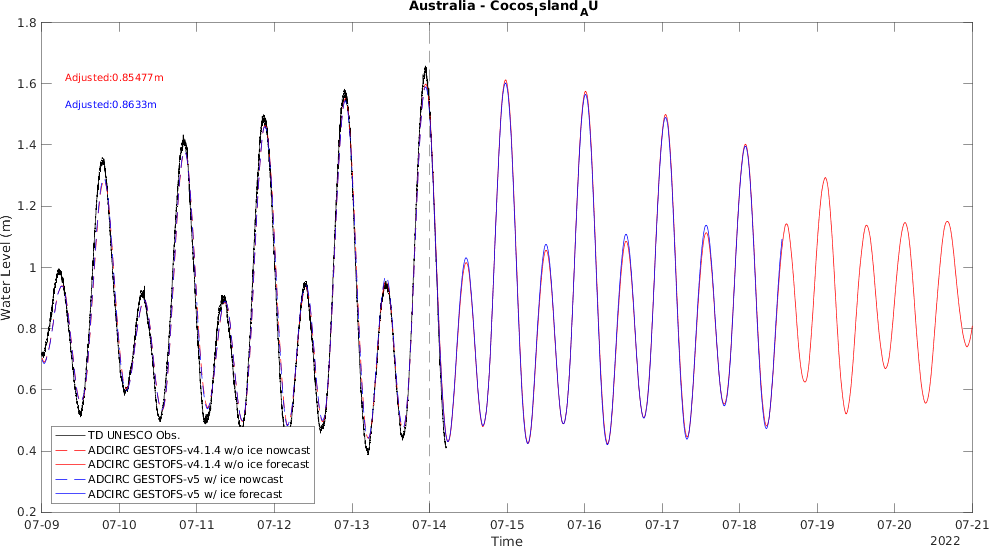 Australia - Cocos_Island_AU
1.8
1.6
1.4
1.2
1
0.8
0.6
0.4
0.2
Water Level (m)
Adjusted:0.85477m
Adjusted:0.8633m
TD UNESCO Obs.
ADCIRC GESTOFS-v4.1.4 w/o ice nowcast
ADCIRC GESTOFS-v4.1.4 w/o ice forecast
ADCIRC GESTOFS-v5 w/ ice nowcast
ADCIRC GESTOFS-v5 w/ ice forecast
07-09 07-10 07-11 07-12 07-13 07-14 07-15 07-16 07-17 07-18 07-19 07-20 07-21
Time
2022